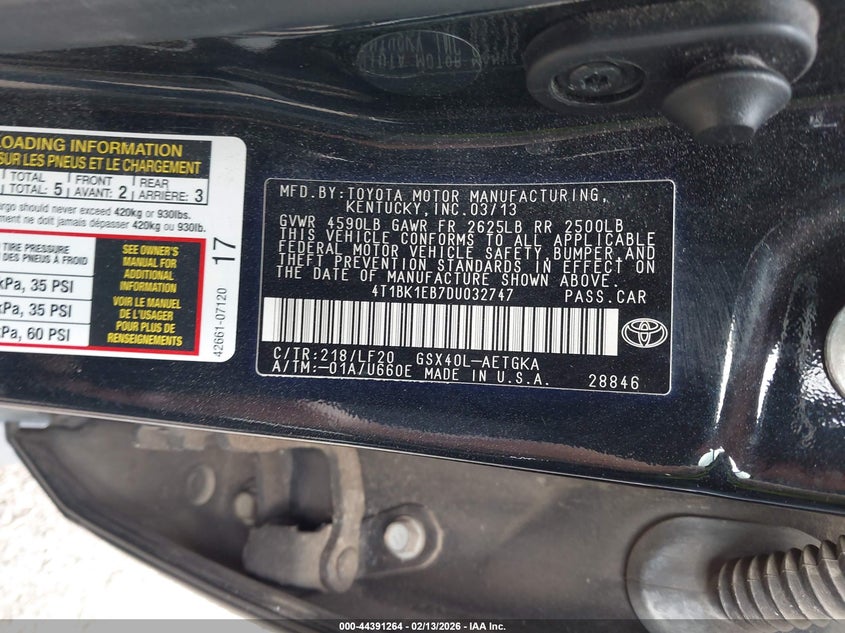 LOADING INFORMATION
SUR LES PNEUS ET LE CHARGEMENT
TOTAL FRONT REAR
TOTAL: 5 AVANT: 2 ARRIÈRE: 3
cargo should never exceed 420kg or 930lbs.
ne doit jamais dépasser 420kg ou 930lb.
TIRE PRESSURE
DES PNEUS À FROID
kPa, 35 PSI
kPa, 35 PSI
kPa, 60 PSI
SEE OWNER'S
MANUAL FOR
ADDITIONAL
INFORMATION
VOIR LE MANUEL
DE L'USAGER
POUR PLUS DE
RENSEIGNEMENTS
17
42661-07120
MFD.BY:TOYOTA MOTOR MANUFACTURING,
KENTUCKY, INC.03/13
GVWR 4590LB GAWR FR 2625LB RR 2500LB
THIS VEHICLE CONFORMS TO ALL APPLICABLE
FEDERAL MOTOR VEHICLE SAFETY,BUMPER,AND
THEFT PREVENTION STANDARDS IN EFFECT ON
THE DATE OF MANUFACTURE SHOWN ABOVE.
4T1BK1EB7DU032747 PASS.CAR
C/TR:218/LF20 GSX40L-AETGKA
A/TM:-01A/U660E MADE IN U.S.A. 28846
000-44391264 - 02/13/2026 - IAA Inc.